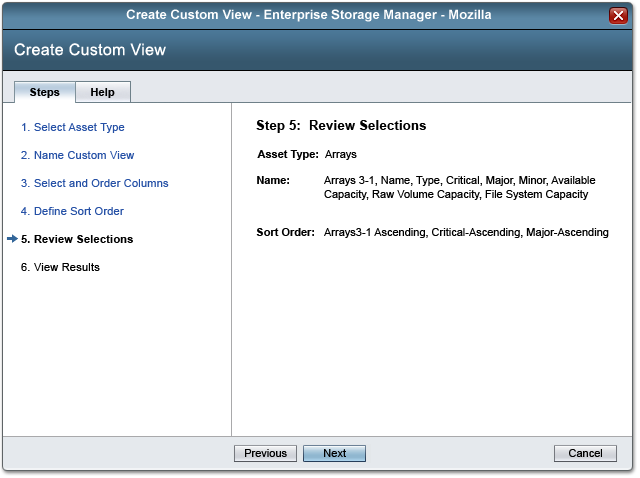 Create Custom View - Enterprise Storage Manager - Mozilla
Create Custom View
Steps
Help
1. Select Asset Type
2. Name Custom View
3. Select and Order Columns
4. Define Sort Order
5. Review Selections
6. View Results
Step 5: Review Selections
Asset Type: Arrays
Name: Arrays 3-1, Name, Type, Critical, Major, Minor, Available
Capacity, Raw Volume Capacity, File System Capacity
Sort Order: Arrays3-1 Ascending, Critical-Ascending, Major-Ascending
Previous
Next
Cancel